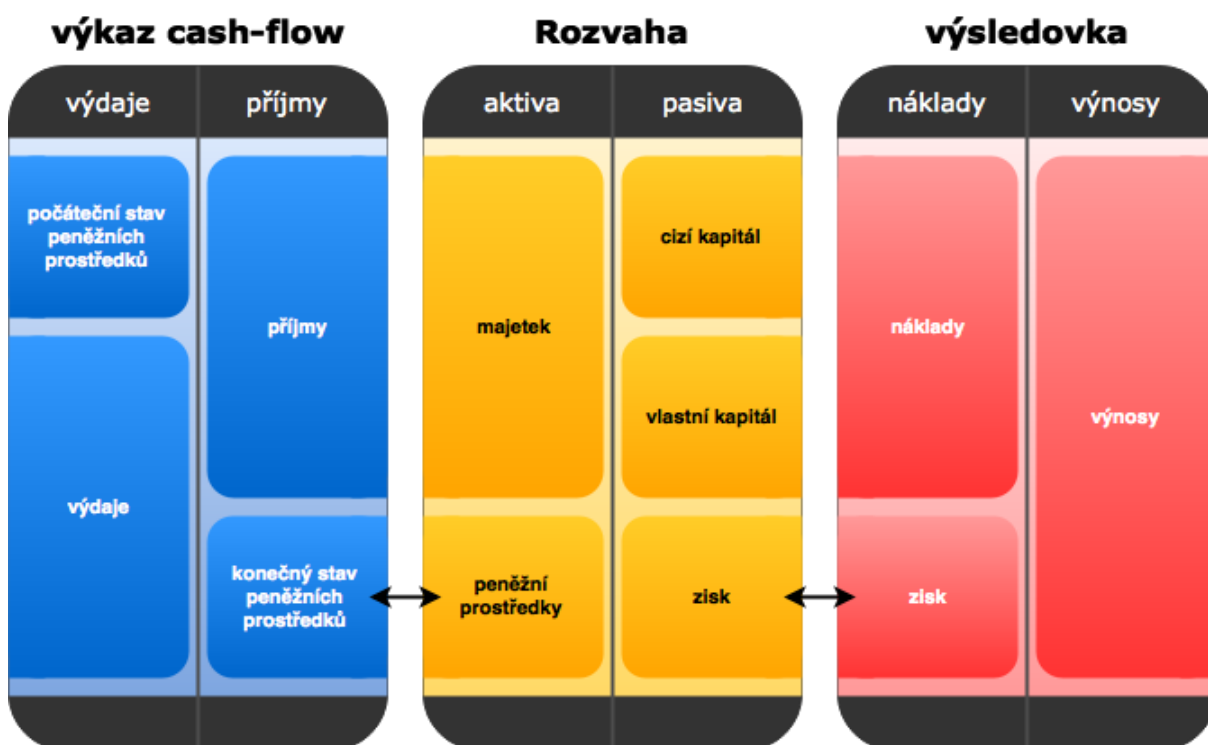 výkaz cash-flow
Rozvaha
výsledovka
výdaje
příjmy
aktiva
pasiva
náklady
výnosy
počáteční stav
peněžních
prostředků
výdaje
příjmy
konečný stav
peněžních
prostředků
majetek
peněžní
prostředky
cizí kapitál
vlastní kapitál
zisk
náklady
zisk
výnosy